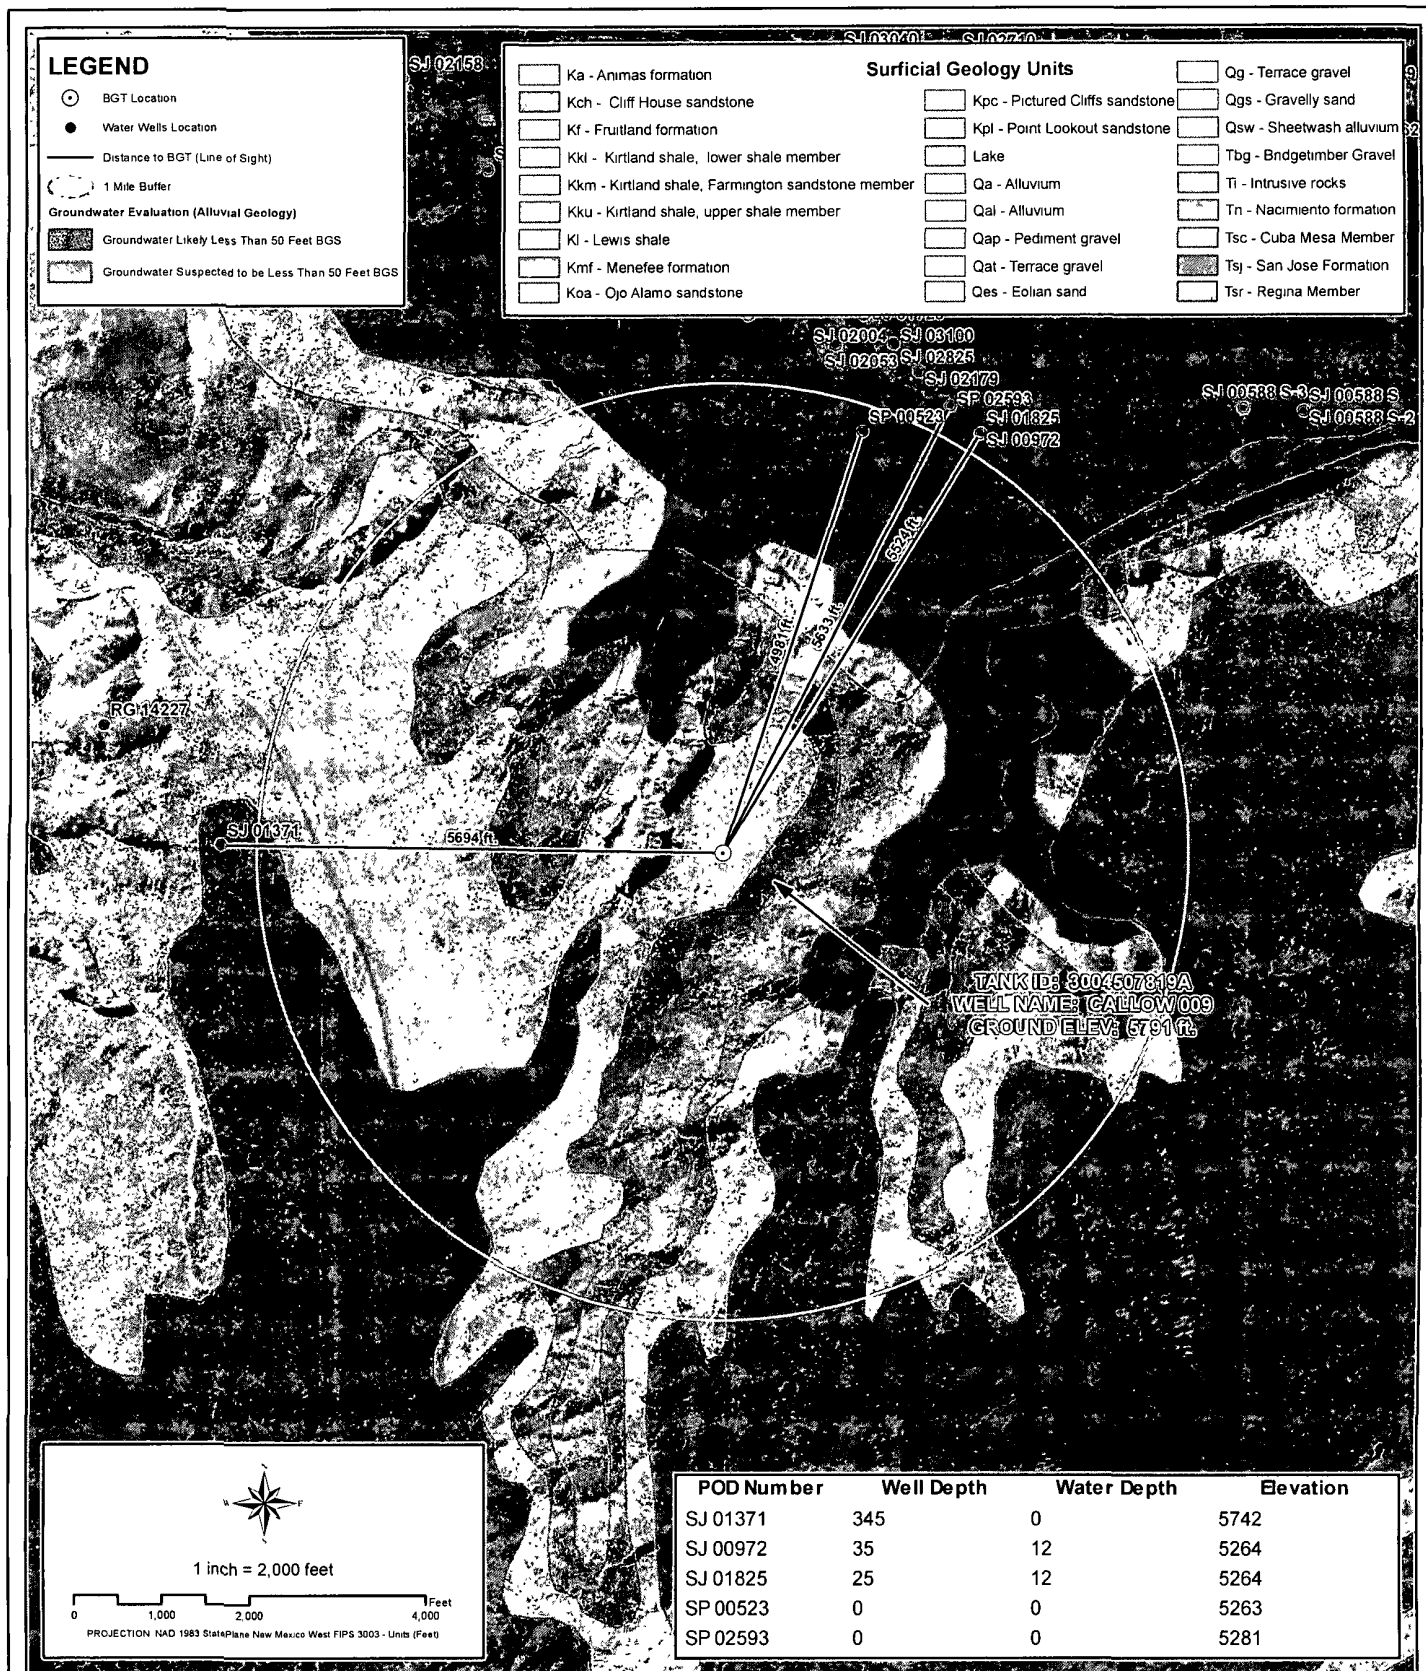 LEGEND
BGT Location
Water Wells Location
Distance to BGT (Line of Sight)
1 Mile Buffer
Groundwater Evaluation (Alluvial Geology)
Groundwater Likely Less Than 50 Feet BGS
Groundwater Suspected to be Less Than 50 Feet BGS
SJ 02158
SJ 03040
SJ 02710
Surficial Geology Units
Ka - Animas formation
Kch - Cliff House sandstone
Kf - Fruitland formation
Kkl - Kirtland shale, lower shale member
Kkm - Kirtland shale, Farmington sandstone member
Kku - Kirtland shale, upper shale member
Kl - Lewis shale
Kmf - Menefee formation
Koa - Ojo Alamo sandstone
Kpc - Pictured Cliffs sandstone
Kpl - Point Lookout sandstone
Lake
Qa - Alluvium
Qal - Alluvium
Qap - Pediment gravel
Qat - Terrace gravel
Qes - Eolian sand
Qg - Terrace gravel
Qgs - Gravelly sand
Qsw - Sheetwash alluvium
Tbg - Bridgetimber Gravel
Ti - Intrusive rocks
Tn - Nacimiento formation
Tsc - Cuba Mesa Member
Tsj - San Jose Formation
Tsr - Regina Member
SJ 02004
SJ 03100
SJ 02053
SJ 02825
SJ 02179
SP 02593
SP 00523
SJ 01825
SJ 00972
SJ 00588 S-3
SJ 00588 S
SJ 00588 S-2
6524 ft.
5633 ft.
4981 ft.
RG 14227
SJ 01371
5694 ft.
TANK ID: 3004507819A
WELL NAME: CALLOW 009
GROUND ELEV: 5791 ft.
1 inch = 2,000 feet
0 1,000 2,000 4,000 Feet
PROJECTION NAD 1983 StatePlane New Mexico West FIPS 3003 - Units (Feet)
POD Number Well Depth Water Depth Elevation
SJ 01371 345 0 5742
SJ 00972 35 12 5264
SJ 01825 25 12 5264
SP 00523 0 0 5263
SP 02593 0 0 5281